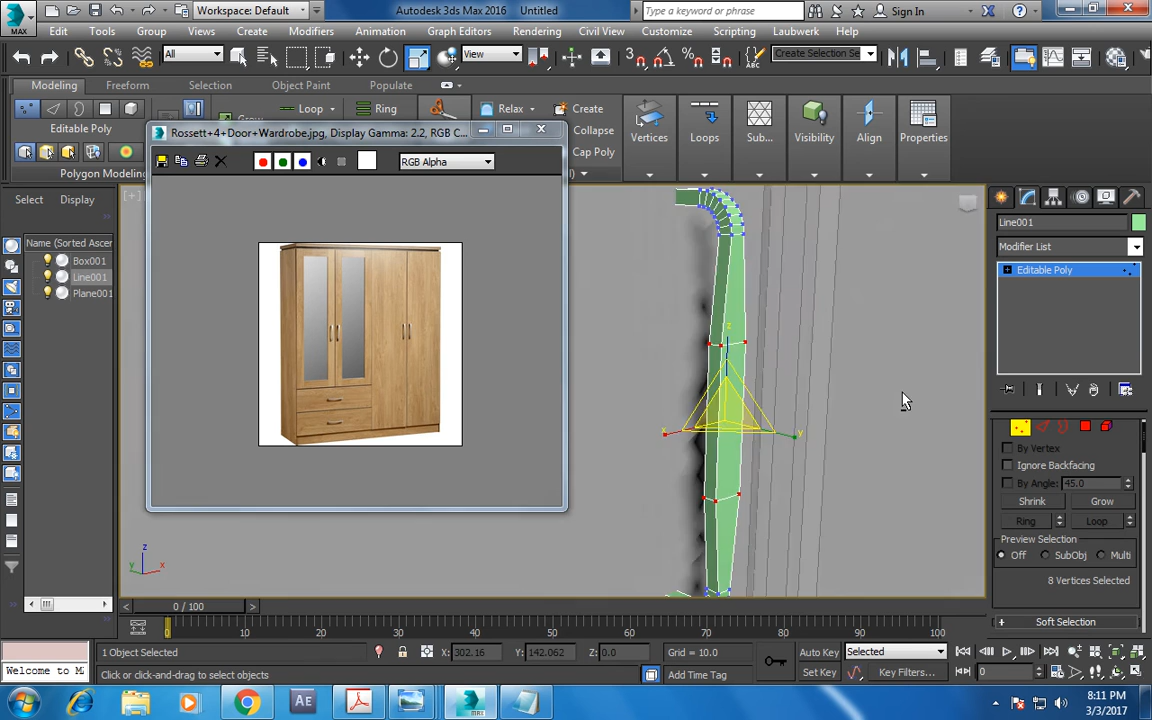 MAX
Workspace: Default
Autodesk 3ds Max 2016
Untitled
Type a keyword or phrase
Sign In
Edit
Tools
Group
Views
Create
Modifiers
Animation
Graph Editors
Rendering
Civil View
Customize
Scripting
Laubwerk
Help
All
View
Create Selection Se
Modeling
Freeform
Selection
Object Paint
Populate
Loop
Ring
Relax
Create
Collapse
Cap Poly
Vertices
Loops
Sub...
Visibility
Align
Properties
Editable Poly
Polygon Modeling
Rossett+4+Door+Wardrobe.jpg, Display Gamma: 2.2, RGB C...
RGB Alpha
Select
Display
Name (Sorted Ascer
Box001
Line001
Plane001
[+]
z
x
y
z
y
x
Line001
Modifier List
Editable Poly
By Vertex
Ignore Backfacing
By Angle:
45.0
Shrink
Grow
Ring
Loop
Preview Selection
Off
SubObj
Multi
8 Vertices Selected
Soft Selection
0 / 100
0
10
20
30
40
50
60
70
80
90
100
1 Object Selected
X:
302.16
Y:
142.062
Z:
0.0
Grid = 10.0
Auto Key
Selected
Welcome to M
Click or click-and-drag to select objects
Add Time Tag
Set Key
Key Filters...
0
Ae
MAX
8:11 PM
3/3/2017